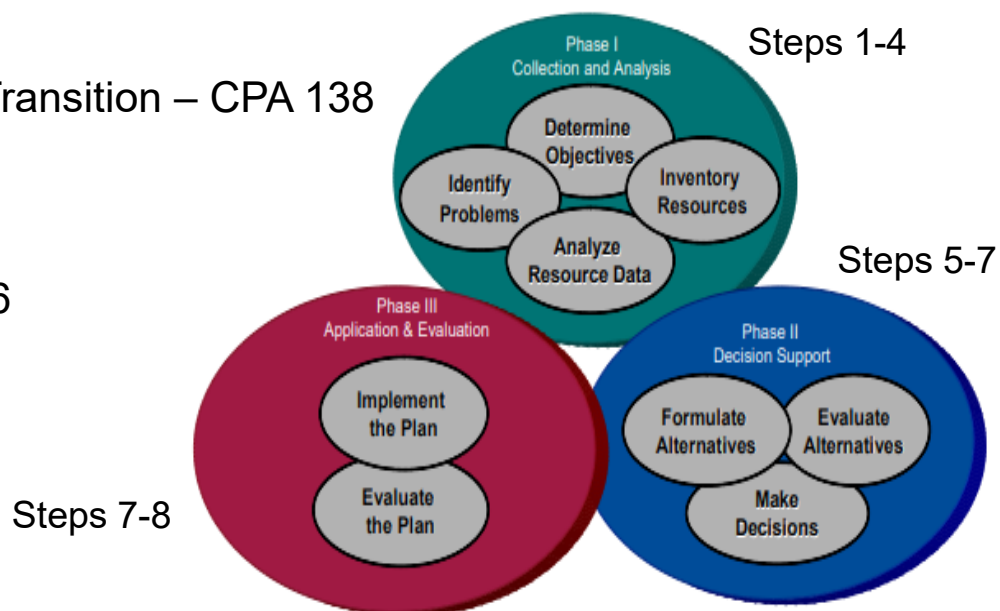 Steps 1-4
Phase I
Collection and Analysis
ransition – CPA 138
Determine
Objectives
Identify
Problems
Inventory
Resources
Analyze
Resource Data
Steps 5-7
6
Phase III
Application & Evaluation
Phase II
Decision Support
Implement
the Plan
Formulate
Alternatives
Evaluate
Alternatives
Evaluate
the Plan
Make
Decisions
Steps 7-8